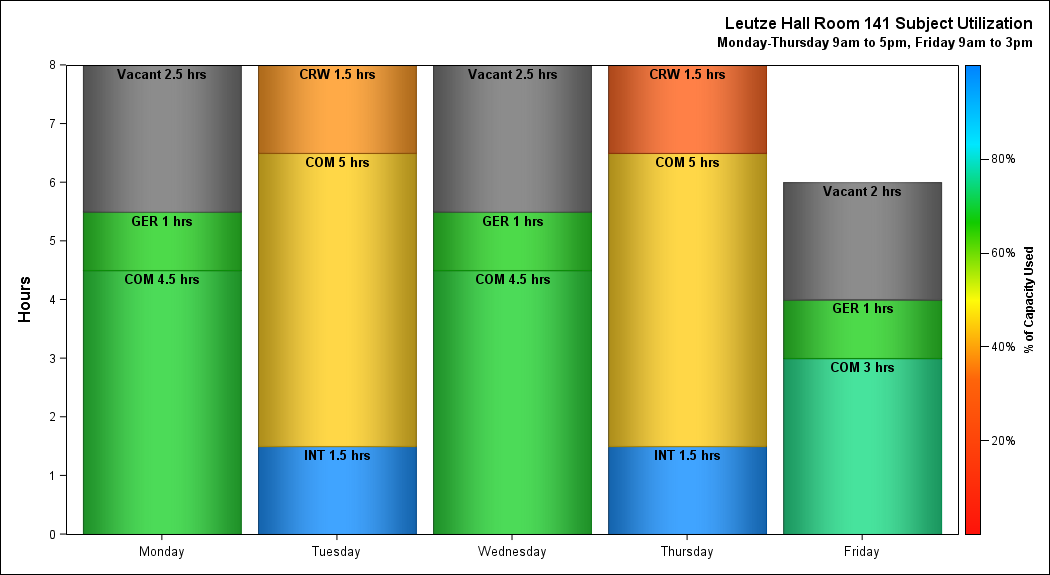 Leutze Hall Room 141 Subject Utilization
Monday-Thursday 9am to 5pm, Friday 9am to 3pm
8
7
6
5
4
3
2
1
0
Hours
Vacant 2.5 hrs
GER 1 hrs
COM 4.5 hrs
CRW 1.5 hrs
COM 5 hrs
INT 1.5 hrs
Vacant 2.5 hrs
GER 1 hrs
COM 4.5 hrs
CRW 1.5 hrs
COM 5 hrs
INT 1.5 hrs
Vacant 2 hrs
GER 1 hrs
COM 3 hrs
Monday
Tuesday
Wednesday
Thursday
Friday
80%
60%
40%
20%
% of Capacity Used